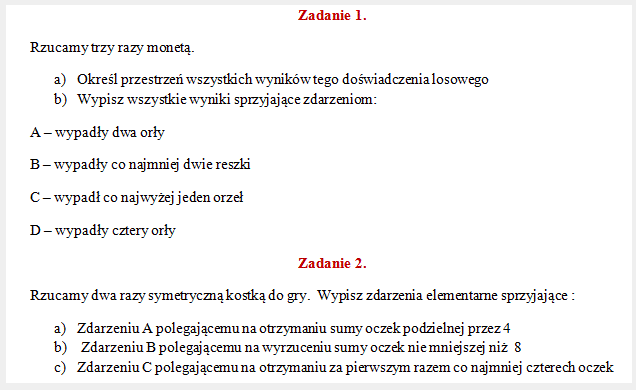 Zadanie 1.
Rzucamy trzy razy monetą.
a) Określ przestrzeń wszystkich wyników tego doświadczenia losowego
b) Wypisz wszystkie wyniki sprzyjające zdarzeniom:
A – wypadły dwa orły
B – wypadły co najmniej dwie reszki
C – wypadł co najwyżej jeden orzeł
D – wypadły cztery orły
Zadanie 2.
Rzucamy dwa razy symetryczną kostką do gry. Wypisz zdarzenia elementarne sprzyjające :
a) Zdarzeniu A polegającemu na otrzymaniu sumy oczek podzielnej przez 4
b) Zdarzeniu B polegającemu na wyrzuceniu sumy oczek nie mniejszej niż 8
c) Zdarzeniu C polegającemu na otrzymaniu za pierwszym razem co najmniej czterech oczek